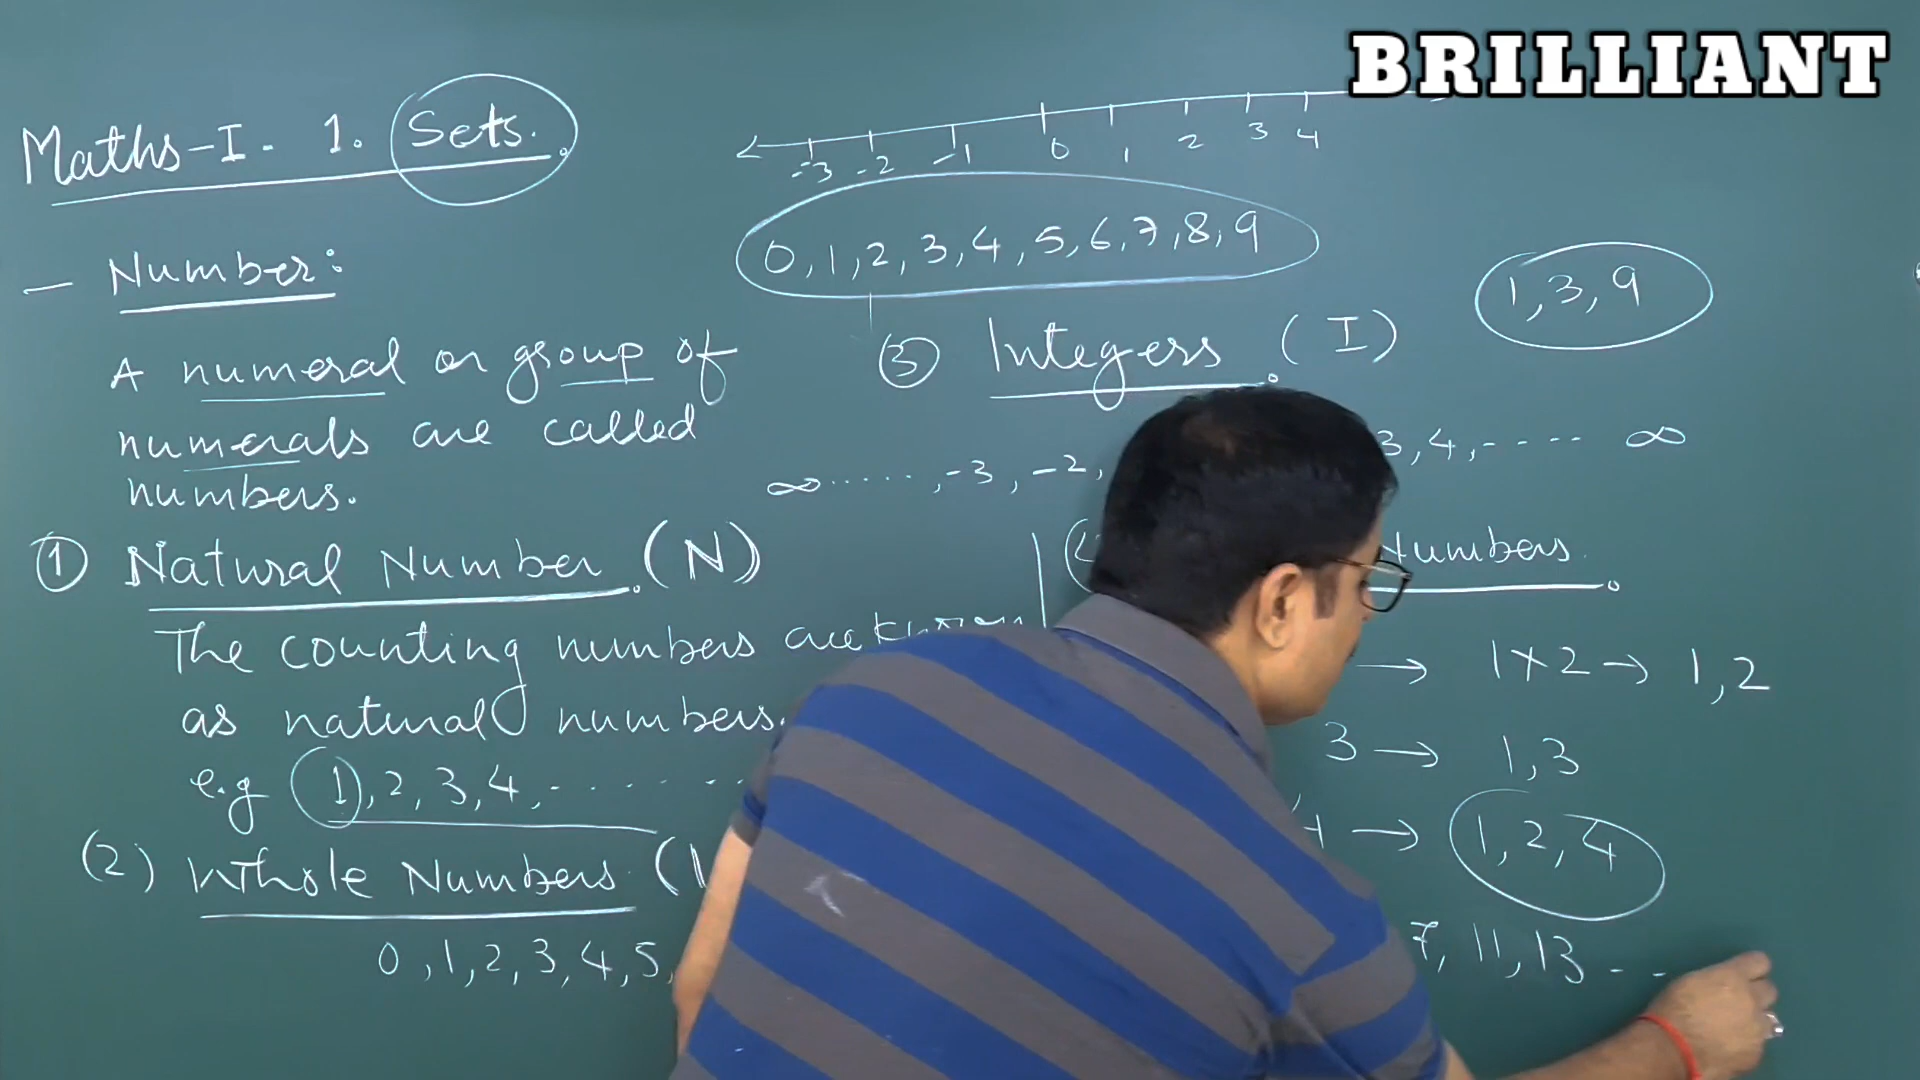 BRILLIANT
Maths-I. 1. Sets.
-3 -2 -1 0 1 2 3 4
0, 1, 2, 3, 4, 5, 6, 7, 8, 9
— Number:
1, 3, 9
A numeral or group of
numerals are called
numbers.
③ Integers. (I)
∞ ....., -3, -2, 3, 4, ---- ∞
① Natural Number. (N)
The counting numbers are known
as natural numbers.
e.g 1, 2, 3, 4, - . . . . . .
(2) Whole Numbers (
0, 1, 2, 3, 4, 5,
Numbers.
→ 1×2 → 1, 2
3 → 1, 3
4 → 1, 2, 4
7, 11, 13 - -